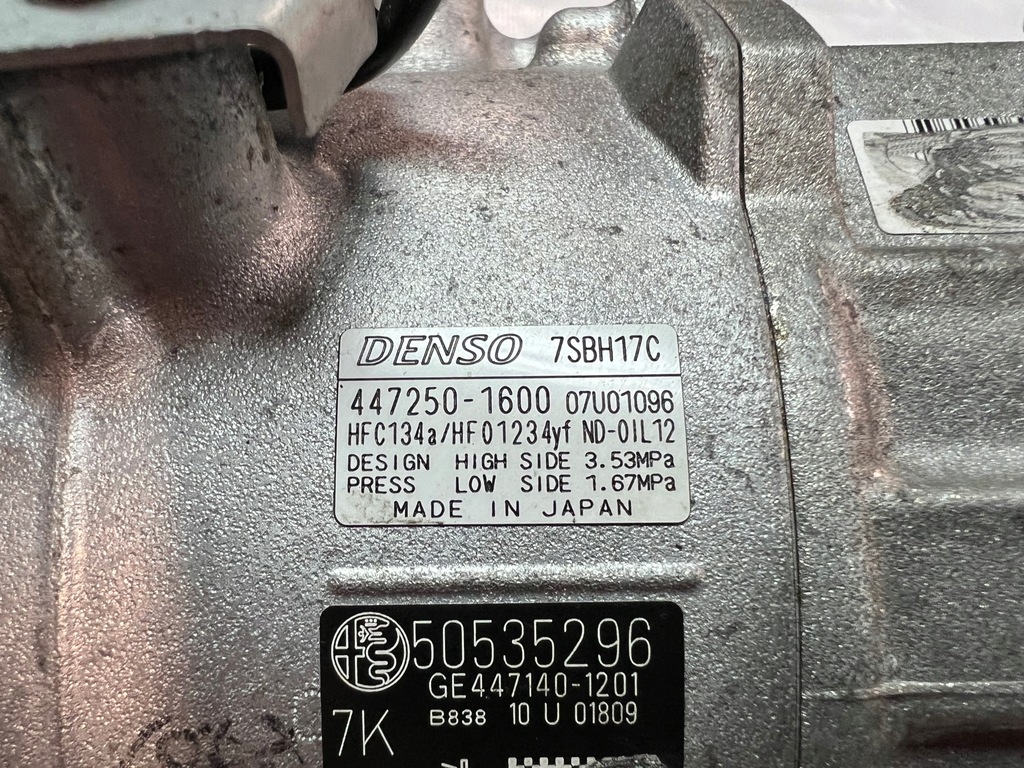 DENSO 7SBH17C
447250-1600 07U01096
HFC134a/HFO1234yf ND-OIL12
DESIGN HIGH SIDE 3.53MPa
PRESS LOW SIDE 1.67MPa
MADE IN JAPAN
50535296
GE447140-1201
7K B838 10 U 01809